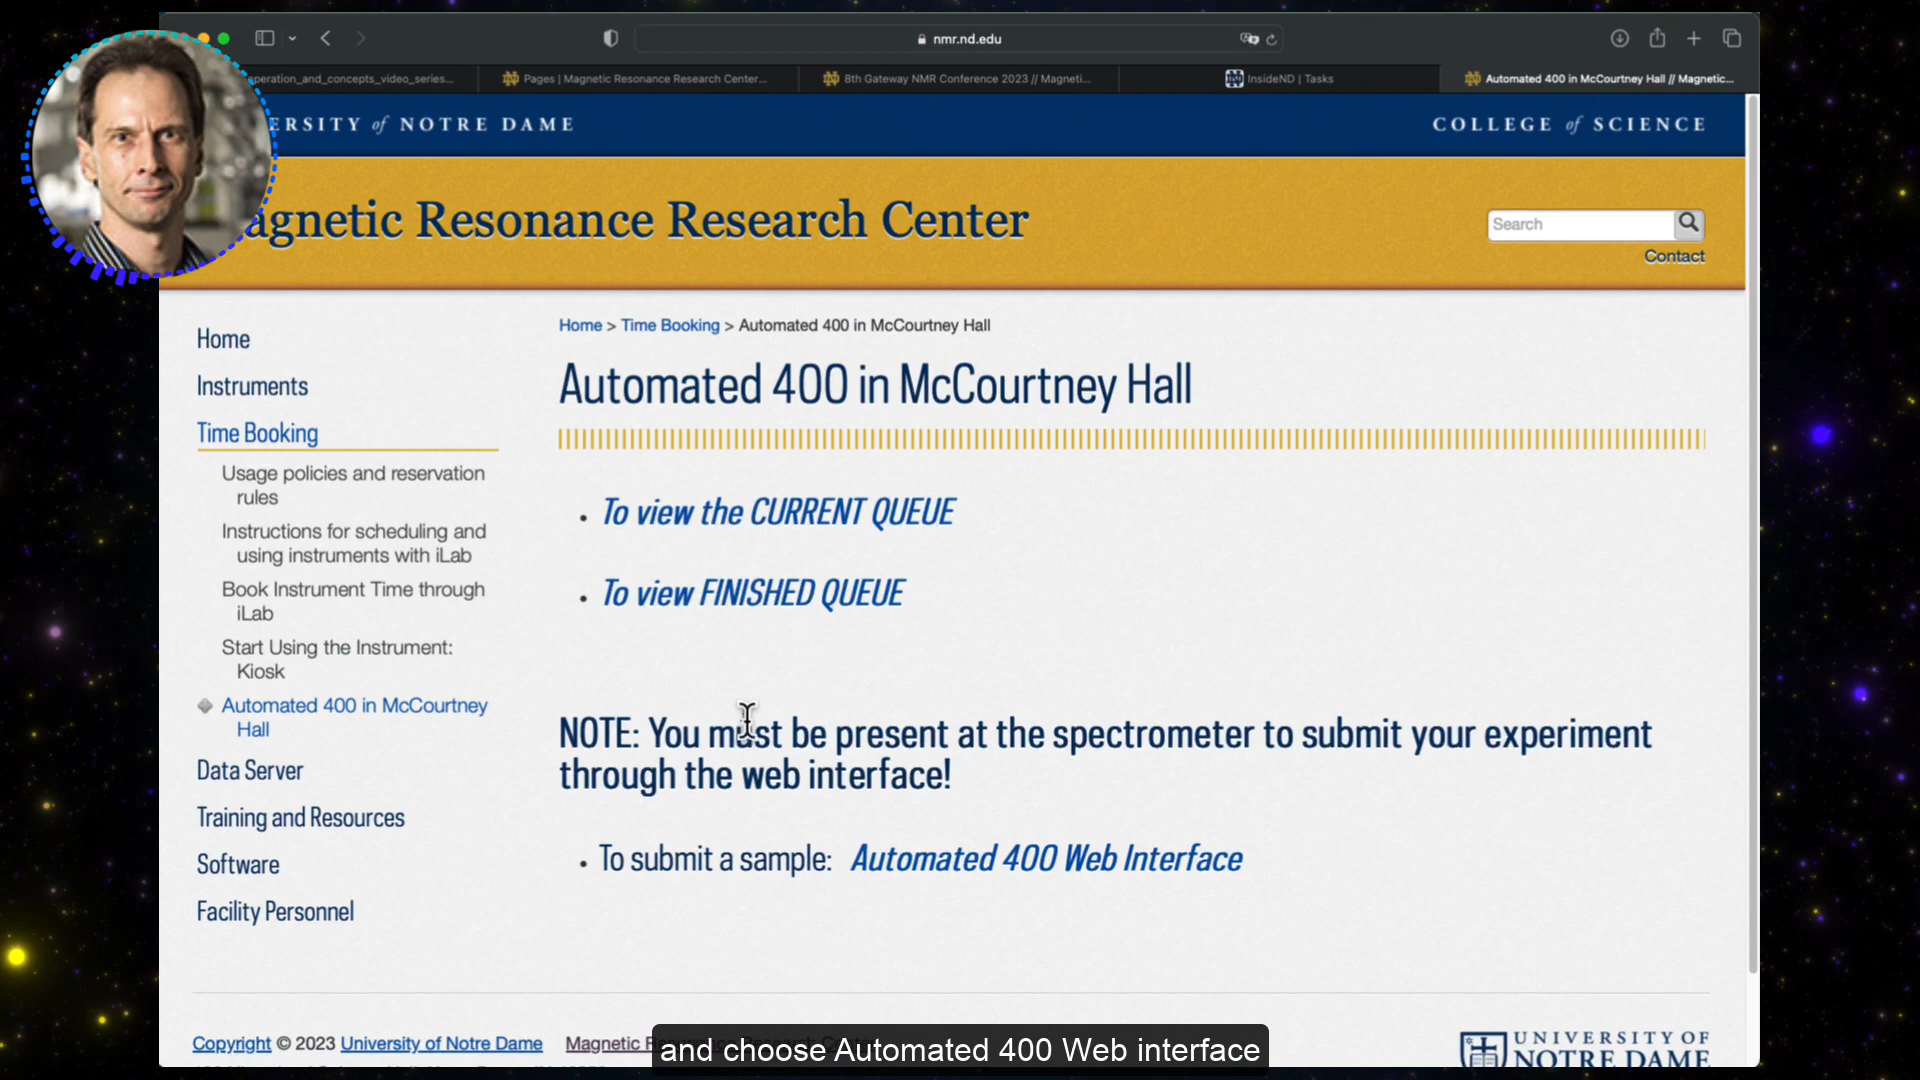 nmr.nd.edu
peration_and_concepts_video_series...
Pages | Magnetic Resonance Research Center...
8th Gateway NMR Conference 2023 // Magneti...
InsideND | Tasks
Automated 400 in McCourtney Hall // Magnetic...
ERSITY of NOTRE DAME
COLLEGE of SCIENCE
agnetic Resonance Research Center
Search
Contact
Home
Instruments
Time Booking
Usage policies and reservation
rules
Instructions for scheduling and
using instruments with iLab
Book Instrument Time through
iLab
Start Using the Instrument:
Kiosk
Automated 400 in McCourtney
Hall
Data Server
Training and Resources
Software
Facility Personnel
Home > Time Booking > Automated 400 in McCourtney Hall
Automated 400 in McCourtney Hall
• To view the CURRENT QUEUE
• To view FINISHED QUEUE
NOTE: You must be present at the spectrometer to submit your experiment
through the web interface!
• To submit a sample: Automated 400 Web Interface
Copyright © 2023 University of Notre Dame Magnetic
UNIVERSITY OF
NOTRE DAME
and choose Automated 400 Web interface